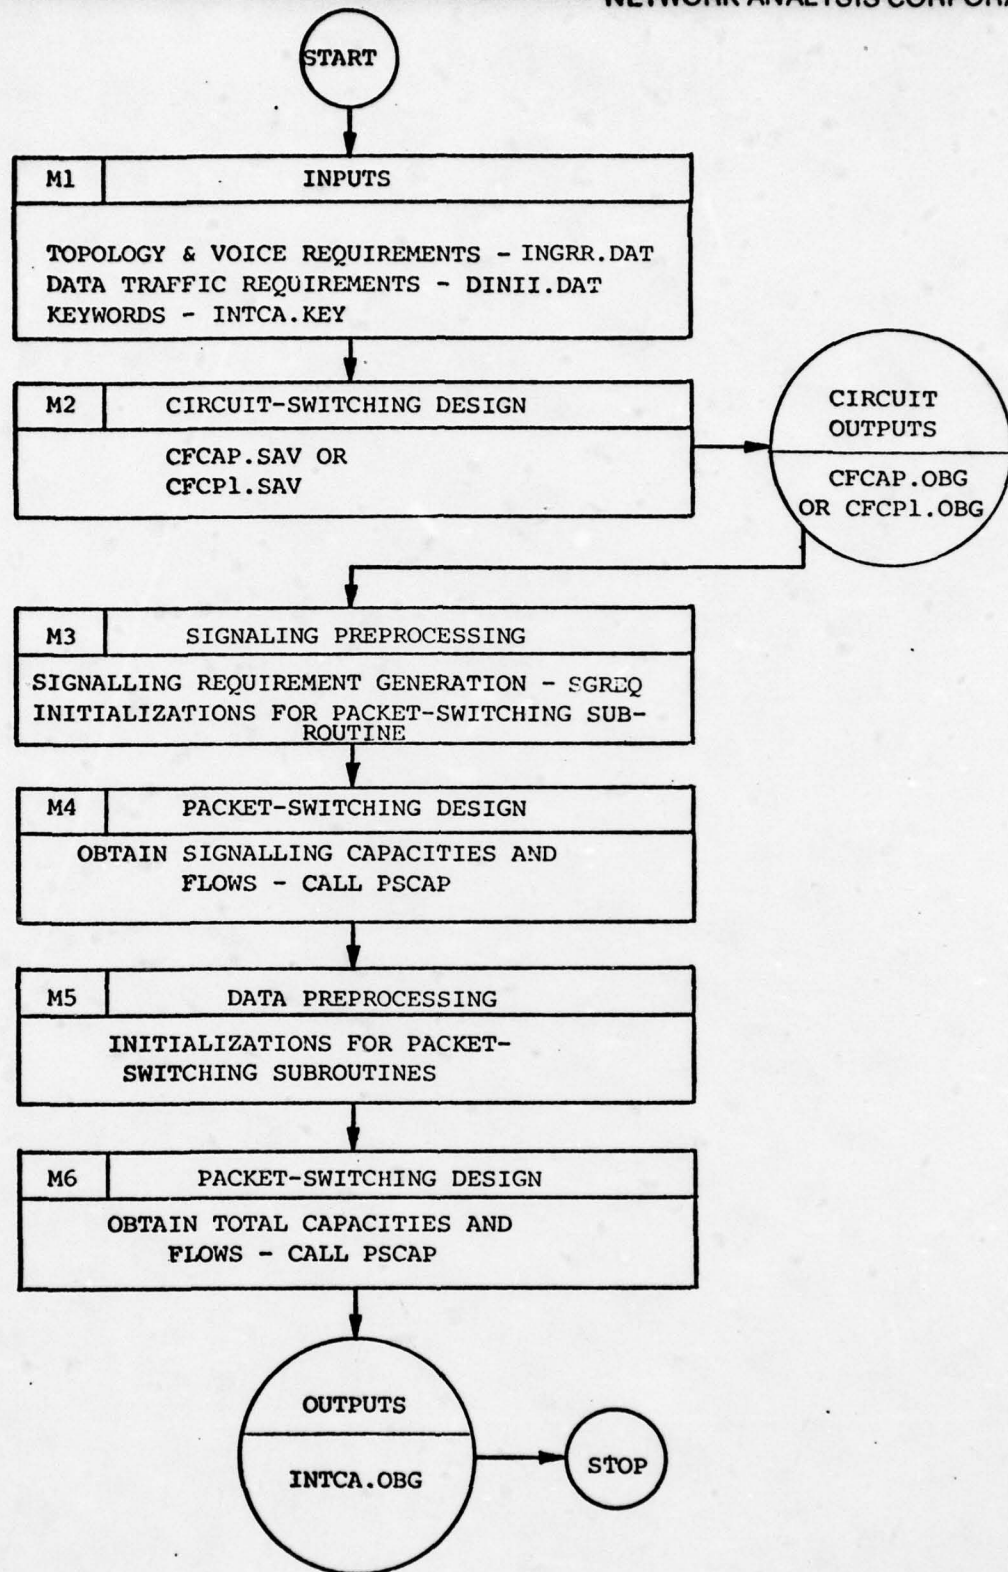 NETWORK ANALYSIS
START
M1 INPUTS
TOPOLOGY & VOICE REQUIREMENTS - INGRR.DAT
DATA TRAFFIC REQUIREMENTS - DINII.DAT
KEYWORDS - INTCA.KEY
M2 CIRCUIT-SWITCHING DESIGN
CFCAP.SAV OR
CFCP1.SAV
CIRCUIT
OUTPUTS
CFCAP.OBG
OR CFCP1.OBG
M3 SIGNALING PREPROCESSING
SIGNALLING REQUIREMENT GENERATION - SGREQ
INITIALIZATIONS FOR PACKET-SWITCHING SUB-
ROUTINE
M4 PACKET-SWITCHING DESIGN
OBTAIN SIGNALLING CAPACITIES AND
FLOWS - CALL PSCAP
M5 DATA PREPROCESSING
INITIALIZATIONS FOR PACKET-
SWITCHING SUBROUTINES
M6 PACKET-SWITCHING DESIGN
OBTAIN TOTAL CAPACITIES AND
FLOWS - CALL PSCAP
OUTPUTS
INTCA.OBG
STOP